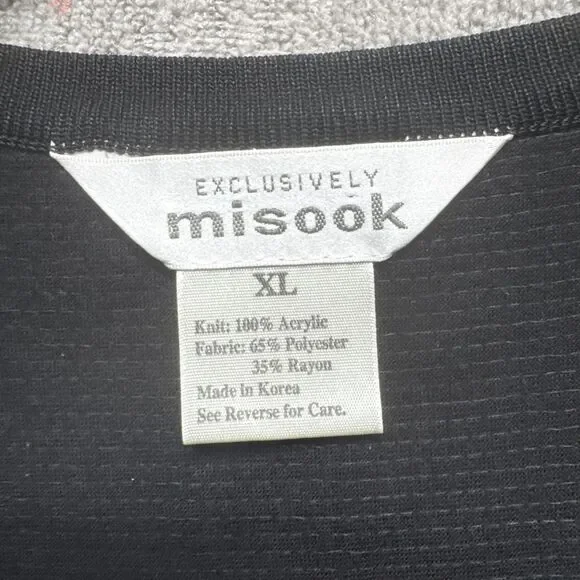 EXCLUSIVELY
misook
XL
Knit: 100% Acrylic
Fabric: 65% Polyester
35% Rayon
Made in Korea
See Reverse for Care.